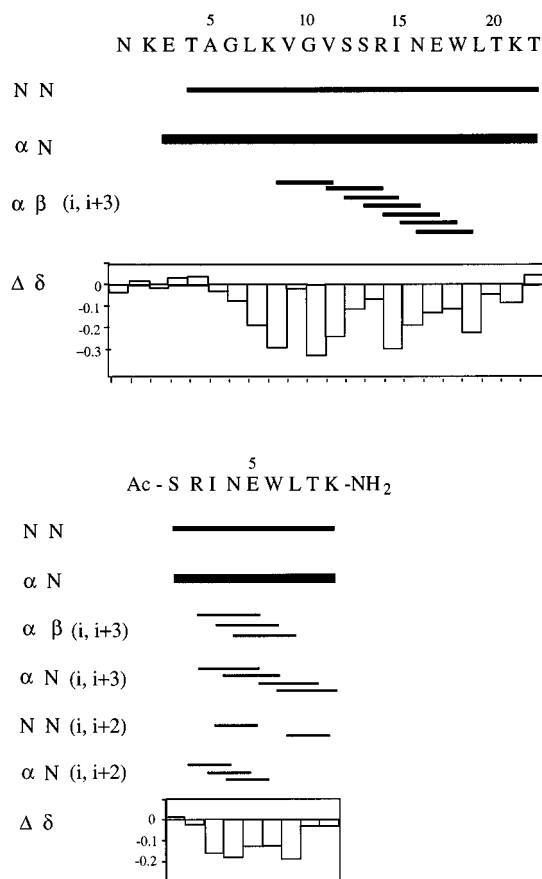 5 10 15 20
N K E T A G L K V G V S S R I N E W L T K T
N N
α N
α β (i, i+3)
Δ δ
0
-0.1
-0.2
-0.3
5
Ac - S R I N E W L T K -NH₂
N N
α N
α β (i, i+3)
α N (i, i+3)
N N (i, i+2)
α N (i, i+2)
Δ δ
0
-0.1
-0.2